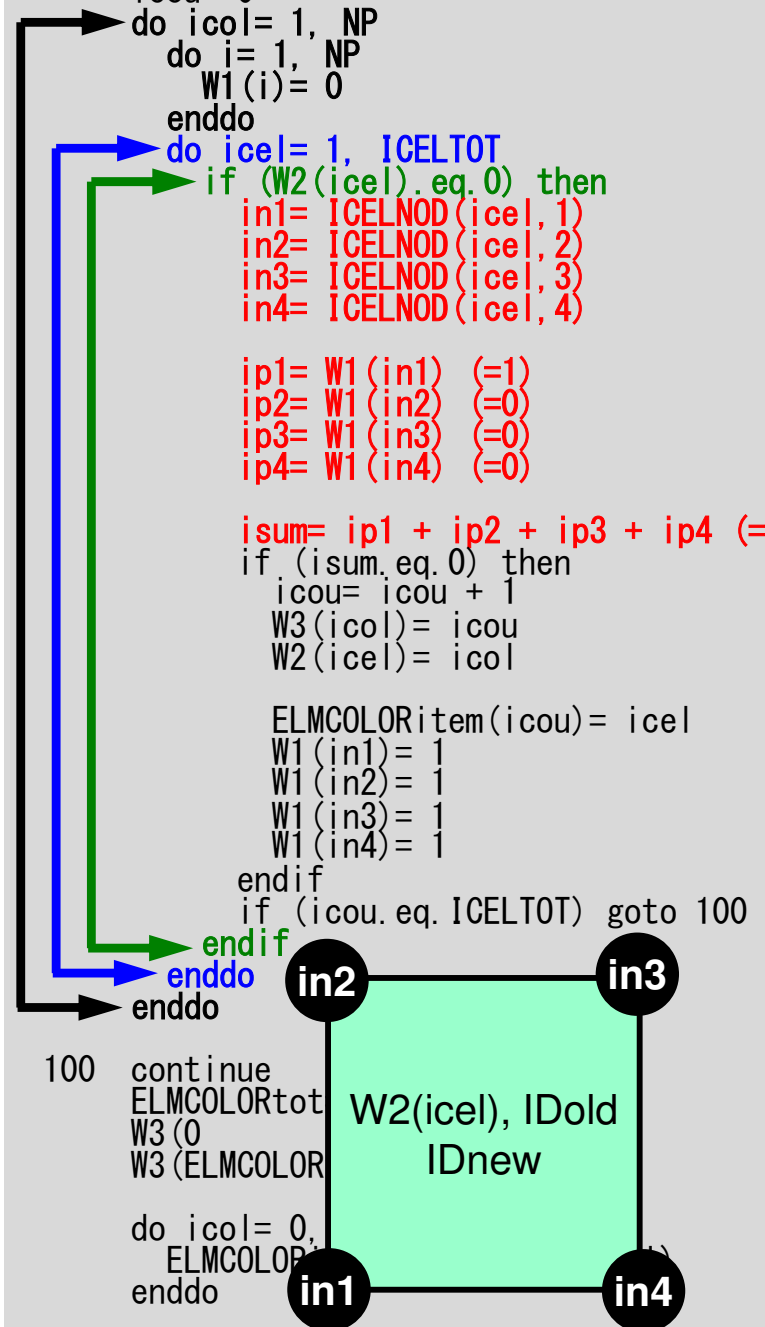 do icol= 1, NP
do i= 1, NP
W1(i)= 0
enddo
do icel= 1, ICELTOT
if (W2(icel).eq.0) then
in1= ICELNOD(icel,1)
in2= ICELNOD(icel,2)
in3= ICELNOD(icel,3)
in4= ICELNOD(icel,4)
ip1= W1(in1) (=1)
ip2= W1(in2) (=0)
ip3= W1(in3) (=0)
ip4= W1(in4) (=0)
isum= ip1 + ip2 + ip3 + ip4 (=
if (isum.eq.0) then
icou= icou + 1
W3(icol)= icou
W2(icel)= icol
ELMCOLORitem(icou)= icel
W1(in1)= 1
W1(in2)= 1
W1(in3)= 1
W1(in4)= 1
endif
if (icou.eq.ICELTOT) goto 100
endif
enddo
enddo
in2
in3
100 continue
ELMCOLORtot
W3(0
W3(ELMCOLOR
W2(icel), IDold
IDnew
do icol= 0,
enddo
in1
in4